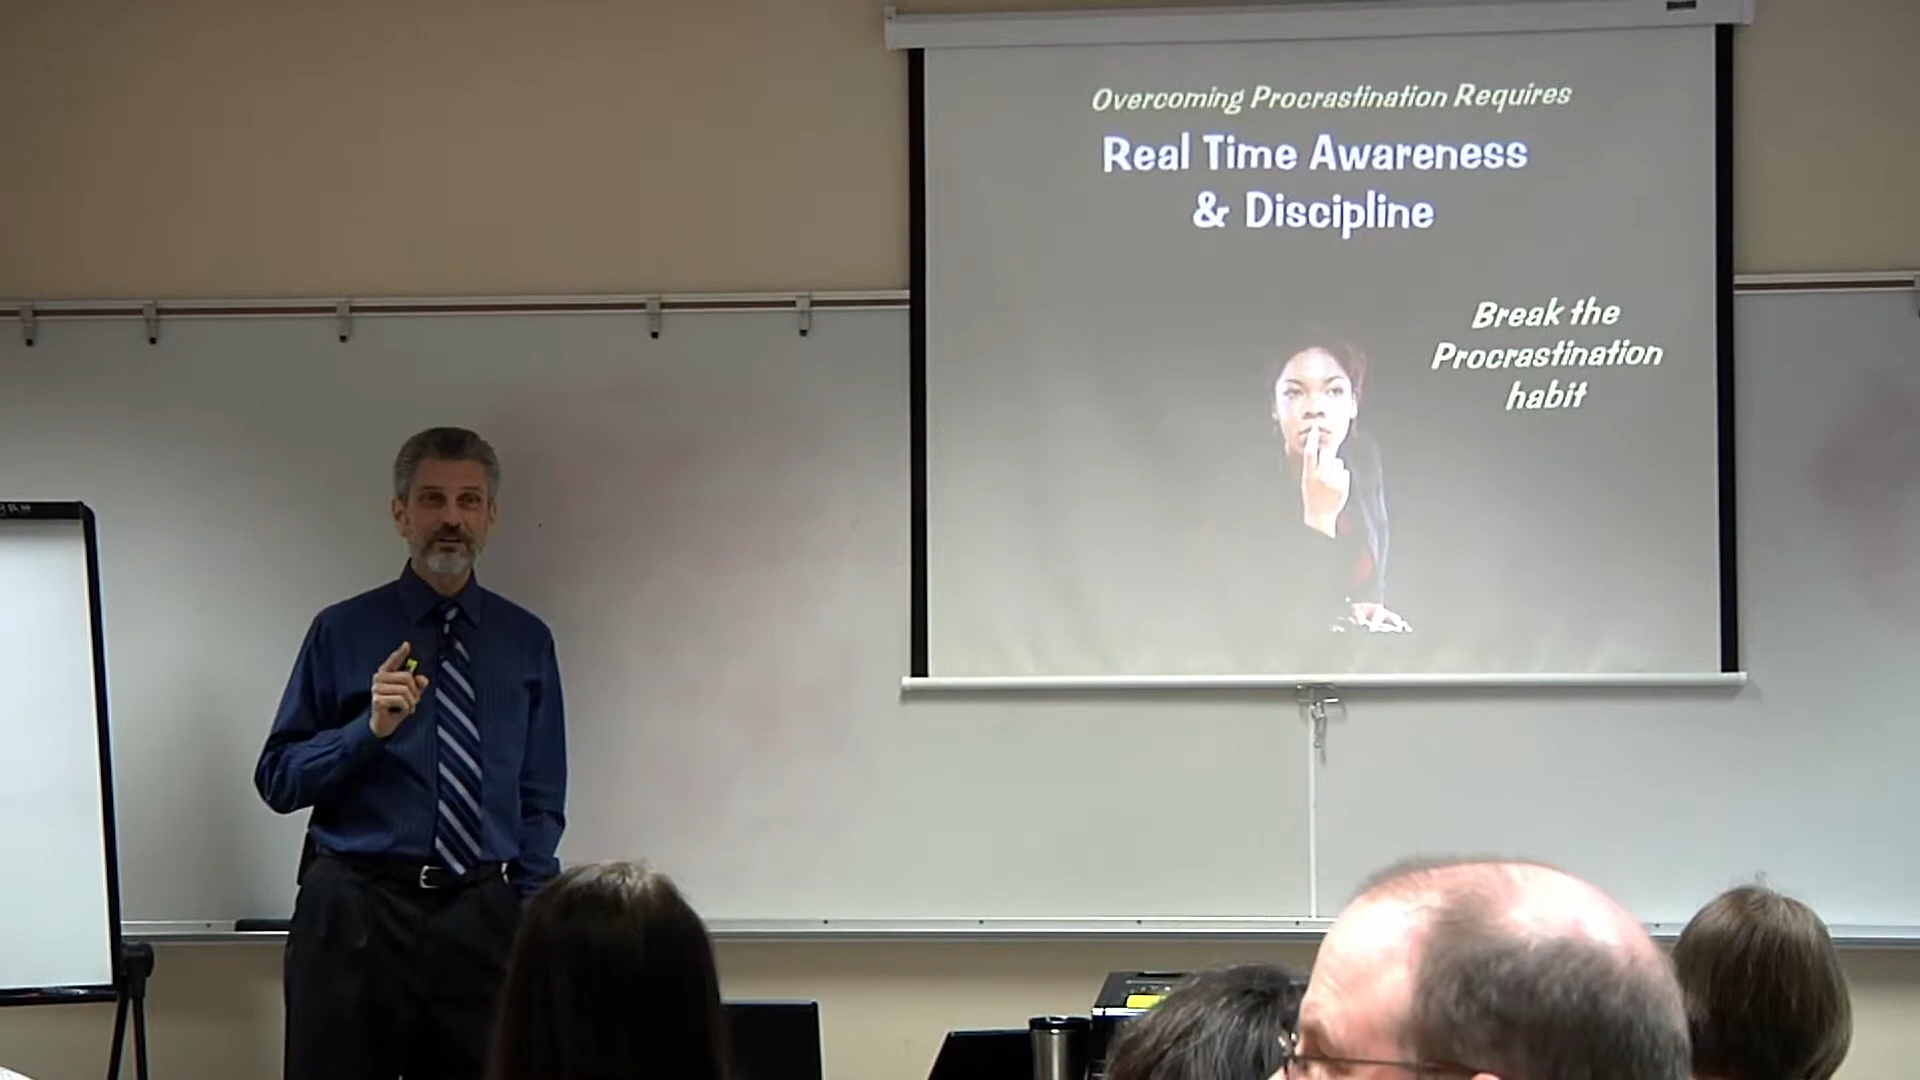 Overcoming Procrastination Requires
Real Time Awareness
& Discipline
Break the
Procrastination
habit